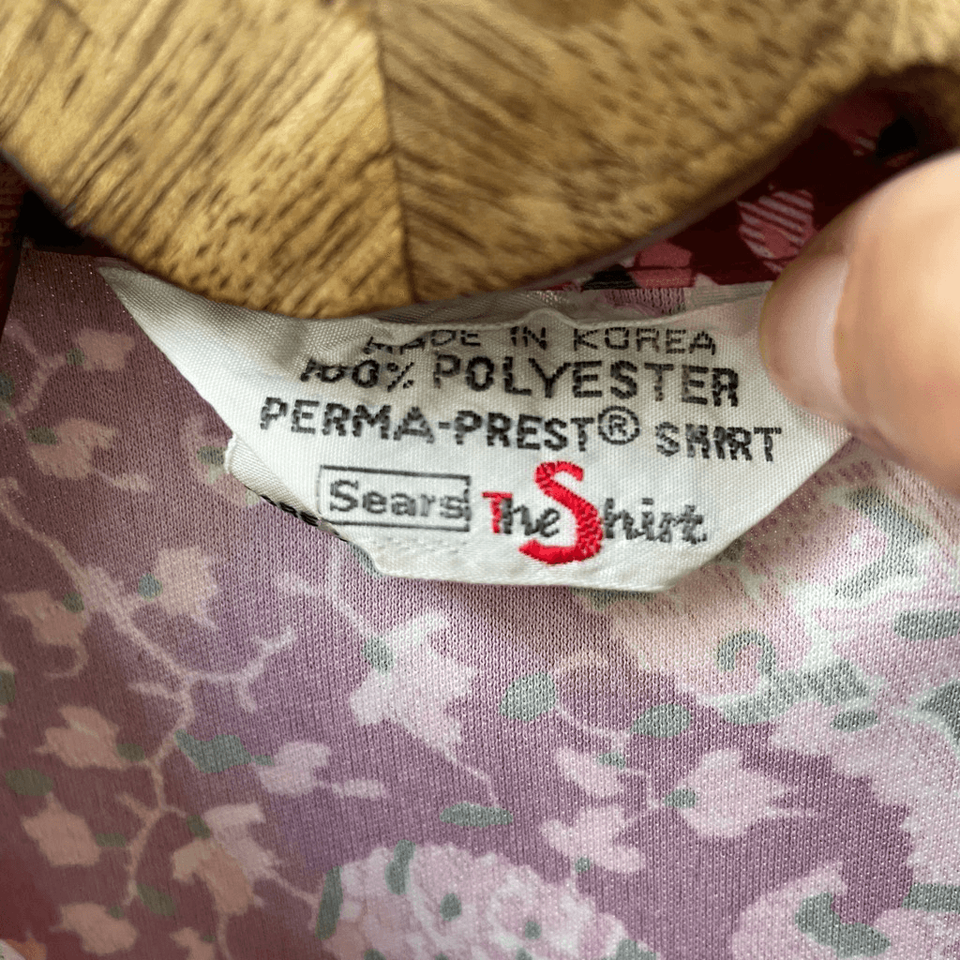 MADE IN KOREA
100% POLYESTER
PERMA-PREST® SHIRT
Sears The Shirt